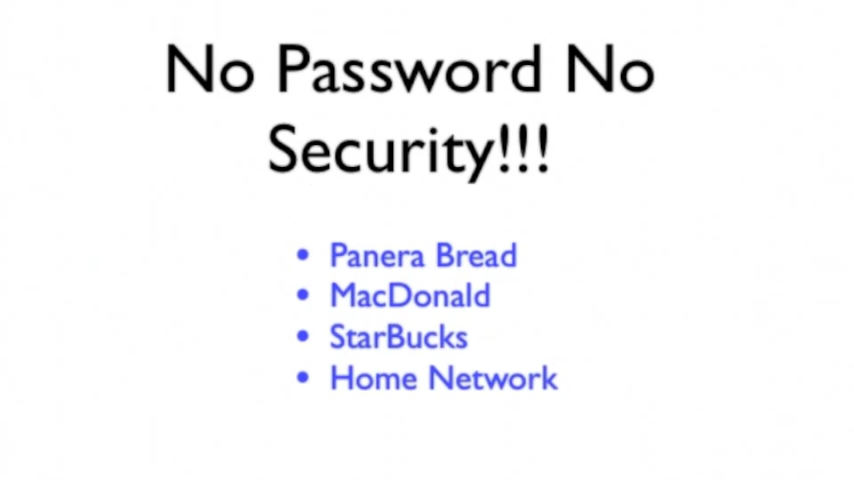 No Password No
Security!!!
• Panera Bread
• MacDonald
• StarBucks
• Home Network